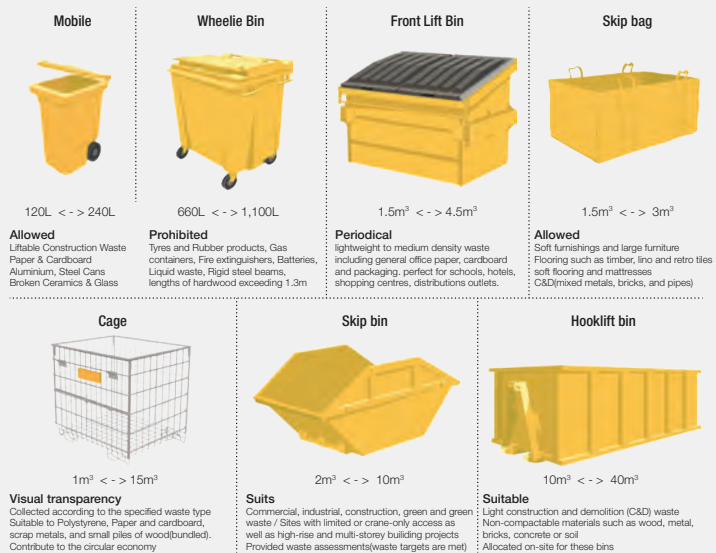 Mobile
120L < - > 240L
Allowed
Liftable Construction Waste
Paper & Cardboard
Aluminium, Steel Cans
Broken Ceramics & Glass
Wheelie Bin
660L < - > 1,100L
Prohibited
Tyres and Rubber products, Gas
containers, Fire extinguishers, Batteries,
Liquid waste, Rigid steel beams,
lengths of hardwood exceeding 1.3m
Front Lift Bin
1.5m³ < - > 4.5m³
Periodical
lightweight to medium density waste
including general office paper, cardboard
and packaging. perfect for schools, hotels,
shopping centres, distributions outlets.
Skip bag
1.5m³ < - > 3m³
Allowed
Soft furnishings and large furniture
Flooring such as timber, lino and retro tiles
soft flooring and mattresses
C&D(mixed metals, bricks, and pipes)
Cage
1m³ < - > 15m³
Visual transparency
Collected according to the specified waste type
Suitable to Polystyrene, Paper and cardboard,
scrap metals, and small piles of wood(bundled).
Contribute to the circular economy
Skip bin
2m³ < - > 10m³
Suits
Commercial, industrial, construction, green and green
waste / Sites with limited or crane-only access as
well as high-rise and multi-storey builiding projects
Provided waste assessments(waste targets are met)
Hooklift bin
10m³ < - > 40m³
Suitable
Light construction and demolition (C&D) waste
Non-compactable materials such as wood, metal,
bricks, concrete or soil
Allocated on-site for these bins